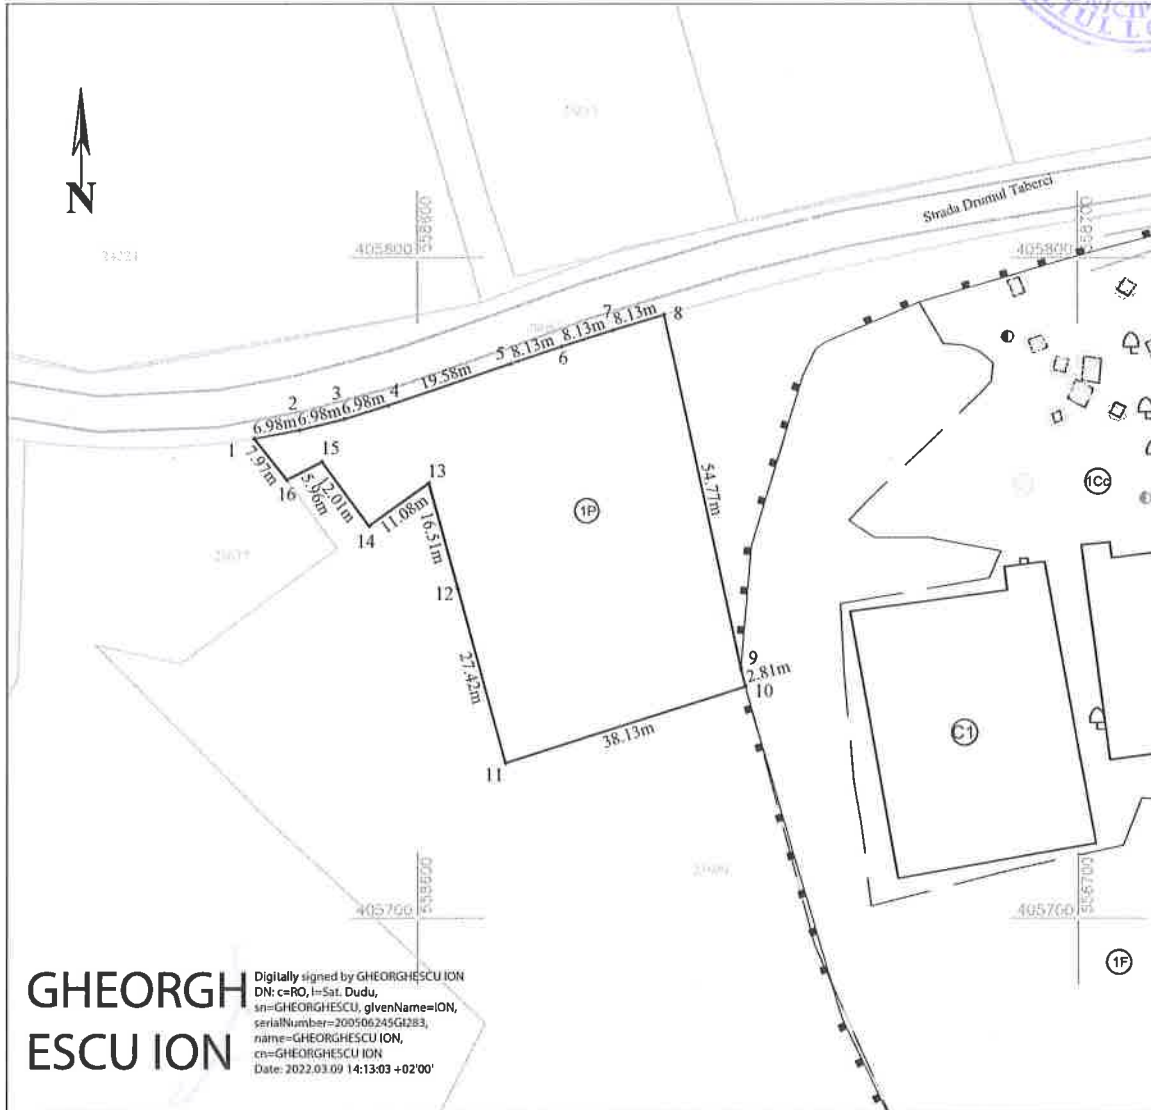 N
Strada Drumul Taberei
405800
558600
405800
558700
8
7
8.13m
8.13m
6
5
8.13m
19.58m
4
3
2
6.98m
6.98m
6.98m
1
7.97m
16
15
5.96m
12.01m
14
11.08m
13
16.51m
12
27.42m
11
38.13m
54.77m
9
2.81m
10
1P
1Cc
C1
1F
405700
558600
405700
558700
GHEORGH
ESCU ION
Digitally signed by GHEORGHESCU ION
DN: c=RO, l=Sat. Dudu,
sn=GHEORGHESCU, givenName=ION,
serialNumber=200506245GI283,
name=GHEORGHESCU ION,
cn=GHEORGHESCU ION
Date: 2022.03.09 14:13:03 +02'00'